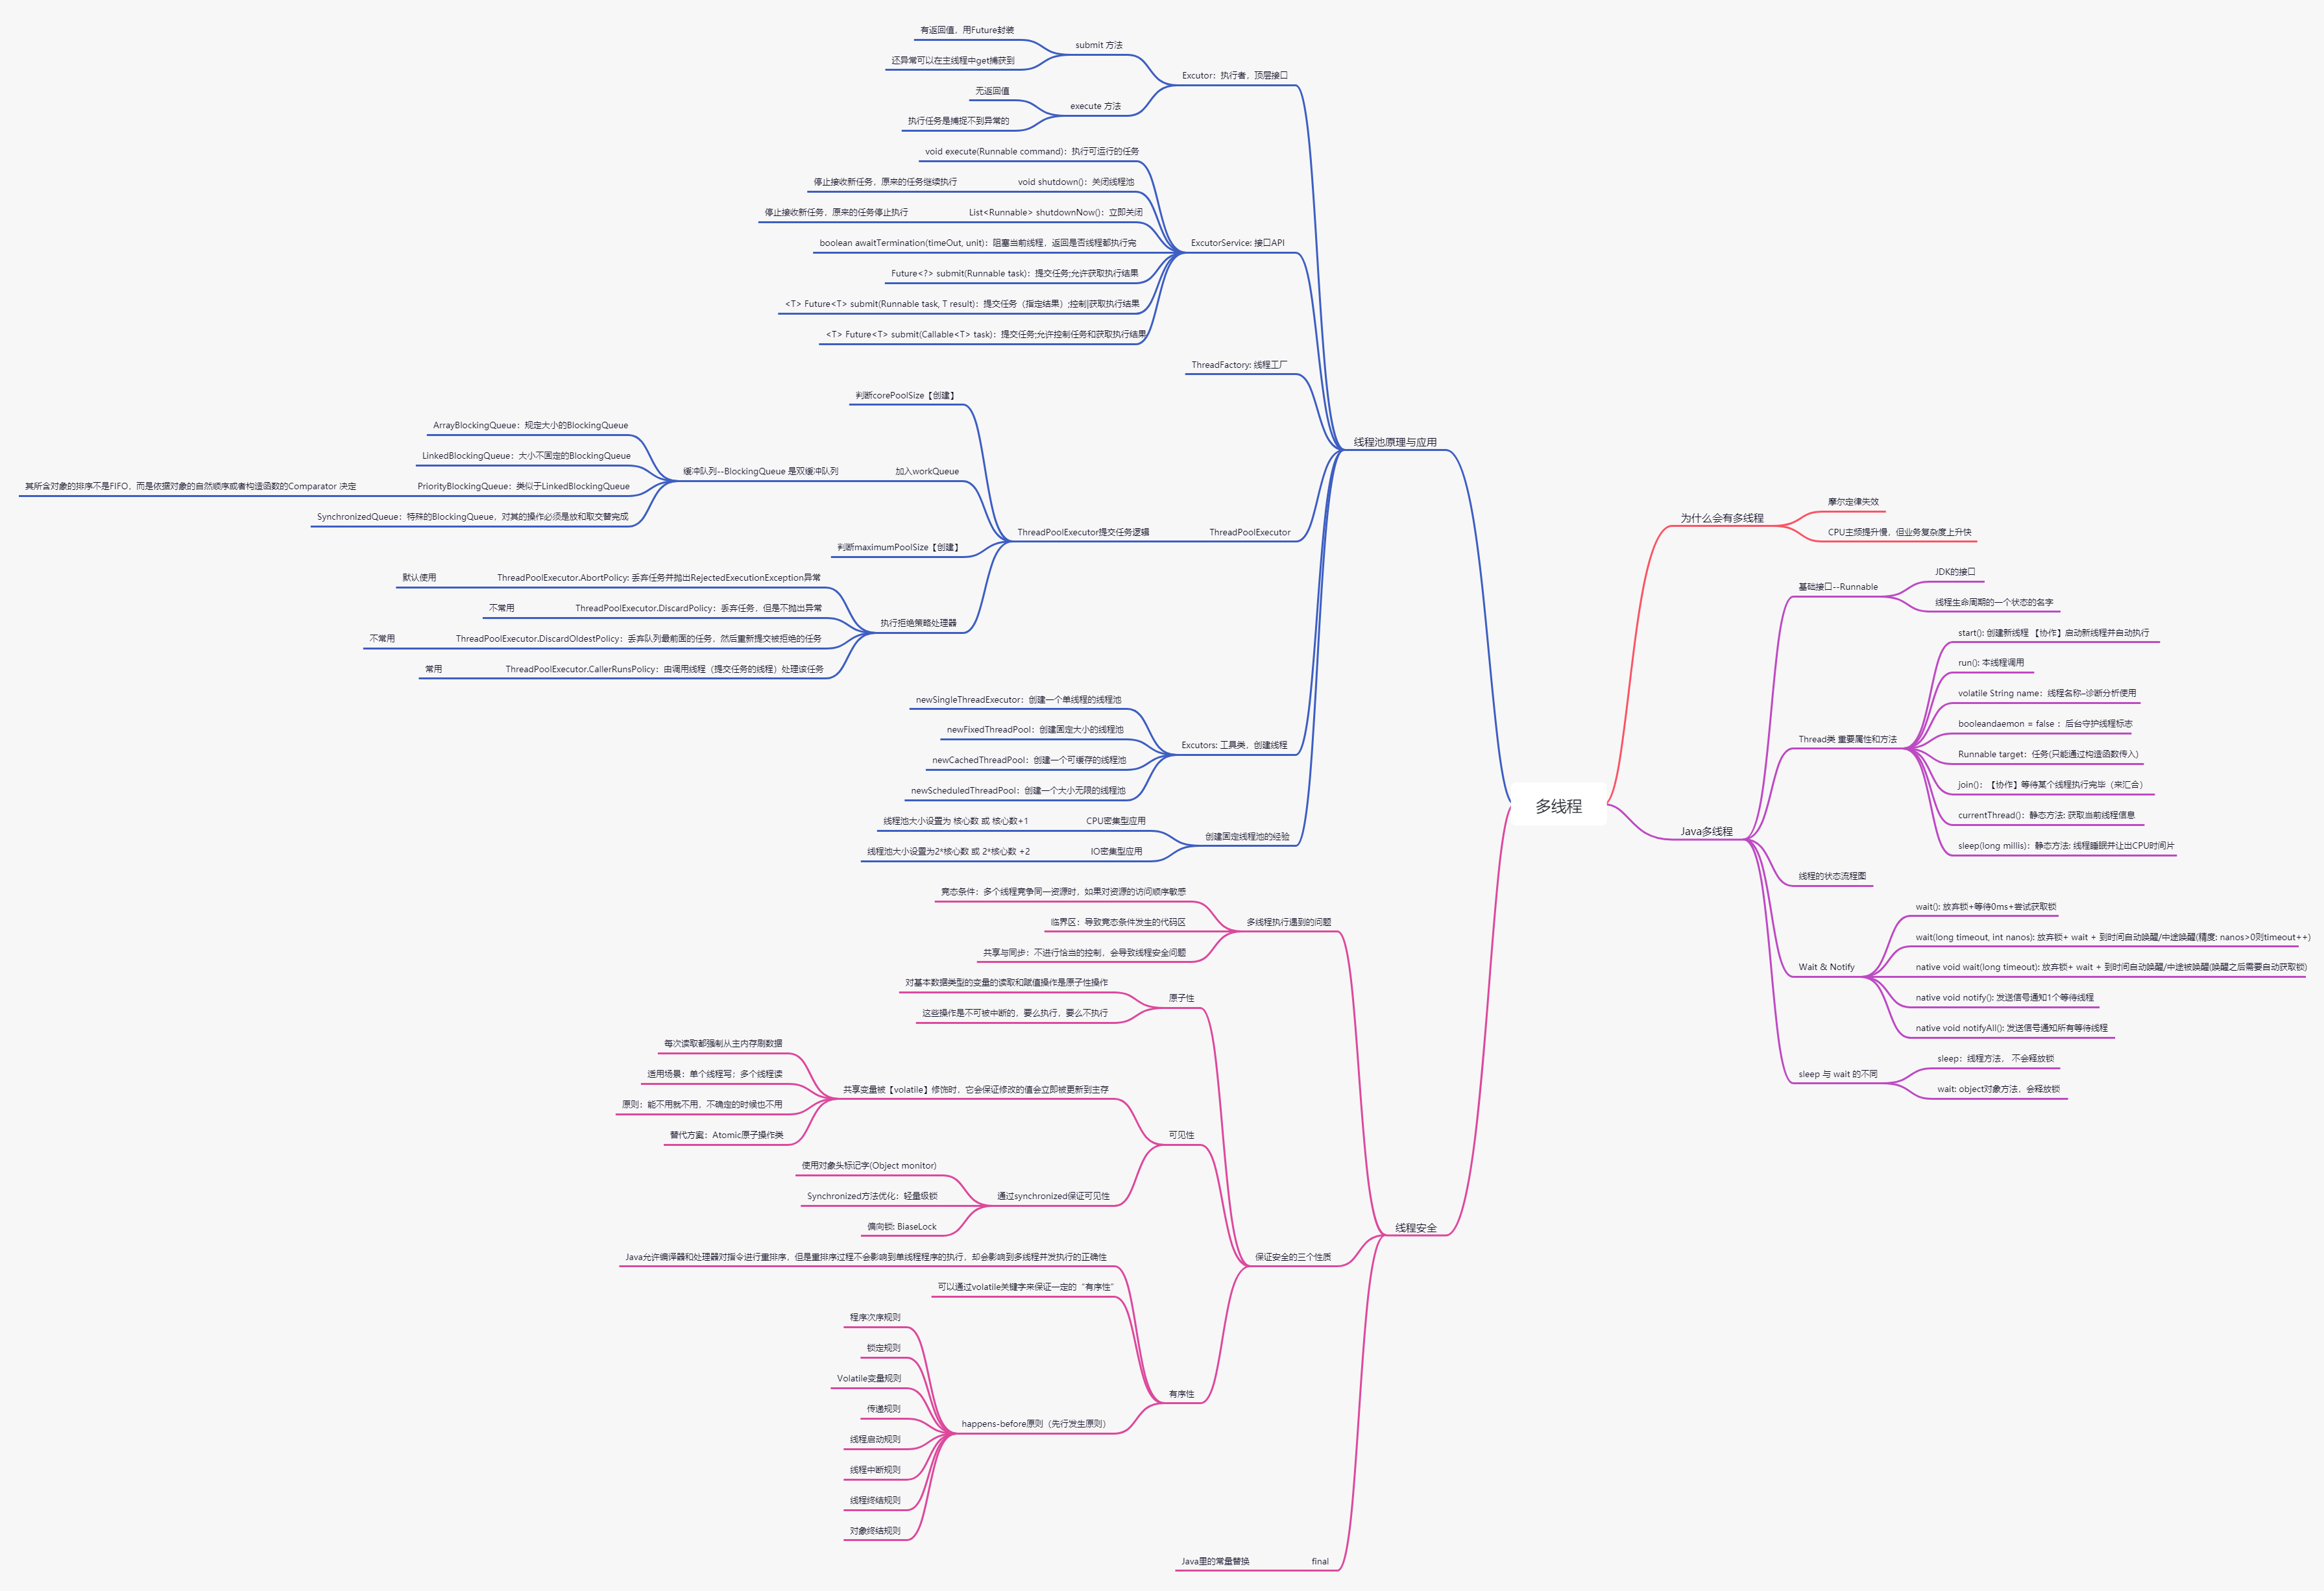 多线程
为什么会有多线程
摩尔定律失效
CPU主频提升慢，但业务复杂度上升快
Java多线程
基础接口--Runnable
JDK的接口
线程生命周期的一个状态的名字
Thread类 重要属性和方法
start(): 创建新线程 【协作】启动新线程并自动执行
run(): 本线程调用
volatile String name：线程名称–诊断分析使用
booleandaemon = false ：后台守护线程标志
Runnable target：任务(只能通过构造函数传入)
join()：【协作】等待某个线程执行完毕（来汇合）
currentThread()：静态方法: 获取当前线程信息
sleep(long millis)：静态方法: 线程睡眠并让出CPU时间片
线程的状态流程图
Wait & Notify
wait(): 放弃锁+等待0ms+尝试获取锁
wait(long timeout, int nanos): 放弃锁+ wait + 到时间自动唤醒/中途唤醒(精度: nanos>0则timeout++)
native void wait(long timeout): 放弃锁+ wait + 到时间自动唤醒/中途被唤醒(唤醒之后需要自动获取锁)
native void notify(): 发送信号通知1个等待线程
native void notifyAll(): 发送信号通知所有等待线程
sleep 与 wait 的不同
sleep：线程方法， 不会释放锁
wait: object对象方法，会释放锁
线程池原理与应用
Excutor：执行者，顶层接口
submit 方法
有返回值，用Future封装
还异常可以在主线程中get捕获到
execute 方法
无返回值
执行任务是捕捉不到异常的
ExcutorService: 接口API
void execute(Runnable command)：执行可运行的任务
void shutdown()：关闭线程池
停止接收新任务，原来的任务继续执行
List<Runnable> shutdownNow()：立即关闭
停止接收新任务，原来的任务停止执行
boolean awaitTermination(timeOut, unit)：阻塞当前线程，返回是否线程都执行完
Future<?> submit(Runnable task)：提交任务;允许获取执行结果
<T> Future<T> submit(Runnable task, T result)：提交任务（指定结果）;控制|获取执行结果
<T> Future<T> submit(Callable<T> task)：提交任务;允许控制任务和获取执行结果
ThreadFactory: 线程工厂
ThreadPoolExecutor
ThreadPoolExecutor提交任务逻辑
判断corePoolSize【创建】
加入workQueue
缓冲队列--BlockingQueue 是双缓冲队列
ArrayBlockingQueue：规定大小的BlockingQueue
LinkedBlockingQueue：大小不固定的BlockingQueue
PriorityBlockingQueue：类似于LinkedBlockingQueue
其所含对象的排序不是FIFO，而是依据对象的自然顺序或者构造函数的Comparator 决定
SynchronizedQueue：特殊的BlockingQueue，对其的操作必须是放和取交替完成
判断maximumPoolSize【创建】
执行拒绝策略处理器
ThreadPoolExecutor.AbortPolicy: 丢弃任务并抛出RejectedExecutionException异常
默认使用
ThreadPoolExecutor.DiscardPolicy：丢弃任务，但是不抛出异常
不常用
ThreadPoolExecutor.DiscardOldestPolicy：丢弃队列最前面的任务，然后重新提交被拒绝的任务
不常用
ThreadPoolExecutor.CallerRunsPolicy：由调用线程（提交任务的线程）处理该任务
常用
Excutors: 工具类，创建线程
newSingleThreadExecutor：创建一个单线程的线程池
newFixedThreadPool：创建固定大小的线程池
newCachedThreadPool：创建一个可缓存的线程池
newScheduledThreadPool：创建一个大小无限的线程池
创建固定线程池的经验
CPU密集型应用
线程池大小设置为 核心数 或 核心数+1
IO密集型应用
线程池大小设置为2*核心数 或 2*核心数 +2
线程安全
多线程执行遇到的问题
竟态条件：多个线程竟争同一资源时，如果对资源的访问顺序敏感
临界区：导致竟态条件发生的代码区
共享与同步：不进行恰当的控制，会导致线程安全问题
保证安全的三个性质
原子性
对基本数据类型的变量的读取和赋值操作是原子性操作
这些操作是不可被中断的，要么执行，要么不执行
可见性
共享变量被【volatile】修饰时，它会保证修改的值会立即被更新到主存
每次读取都强制从主内存刷数据
适用场景：单个线程写；多个线程读
原则：能不用就不用，不确定的时候也不用
替代方案：Atomic原子操作类
通过synchronized保证可见性
使用对象头标记字(Object monitor)
Synchronized方法优化：轻量级锁
偏向锁: BiaseLock
有序性
Java允许编译器和处理器对指令进行重排序，但是重排序过程不会影响到单线程程序的执行，却会影响到多线程并发执行的正确性
可以通过volatile关键字来保证一定的“有序性”
happens-before原则（先行发生原则）
程序次序规则
锁定规则
Volatile变量规则
传递规则
线程启动规则
线程中断规则
线程终结规则
对象终结规则
final
Java里的常量替换